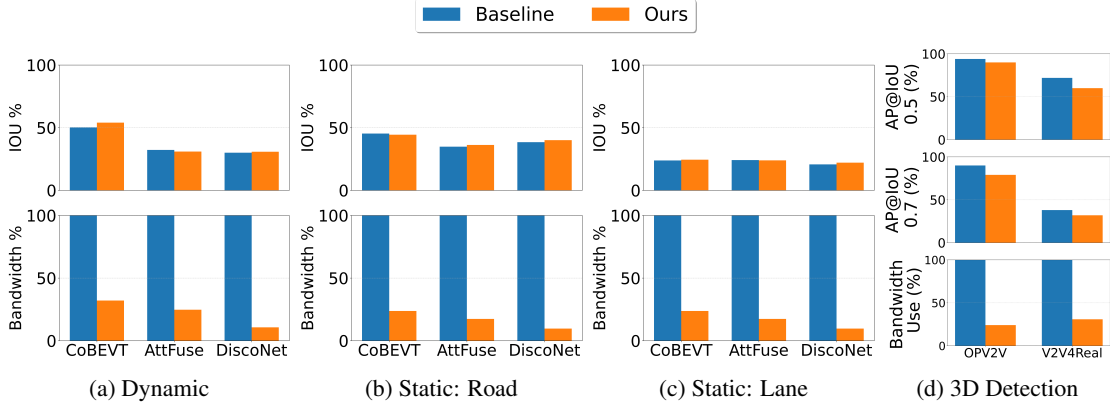 Baseline Ours
100
50
0
IOU %
100
50
0
Bandwidth %
CoBEVT AttFuse DiscoNet
(a) Dynamic
100
50
0
IOU %
100
50
0
Bandwidth %
CoBEVT AttFuse DiscoNet
(b) Static: Road
100
50
0
IOU %
100
50
0
Bandwidth %
CoBEVT AttFuse DiscoNet
(c) Static: Lane
100
50
0
AP@IoU
0.5 (%)
100
50
0
AP@IoU
0.7 (%)
100
50
0
Bandwidth
Use (%)
OPV2V V2V4Real
(d) 3D Detection